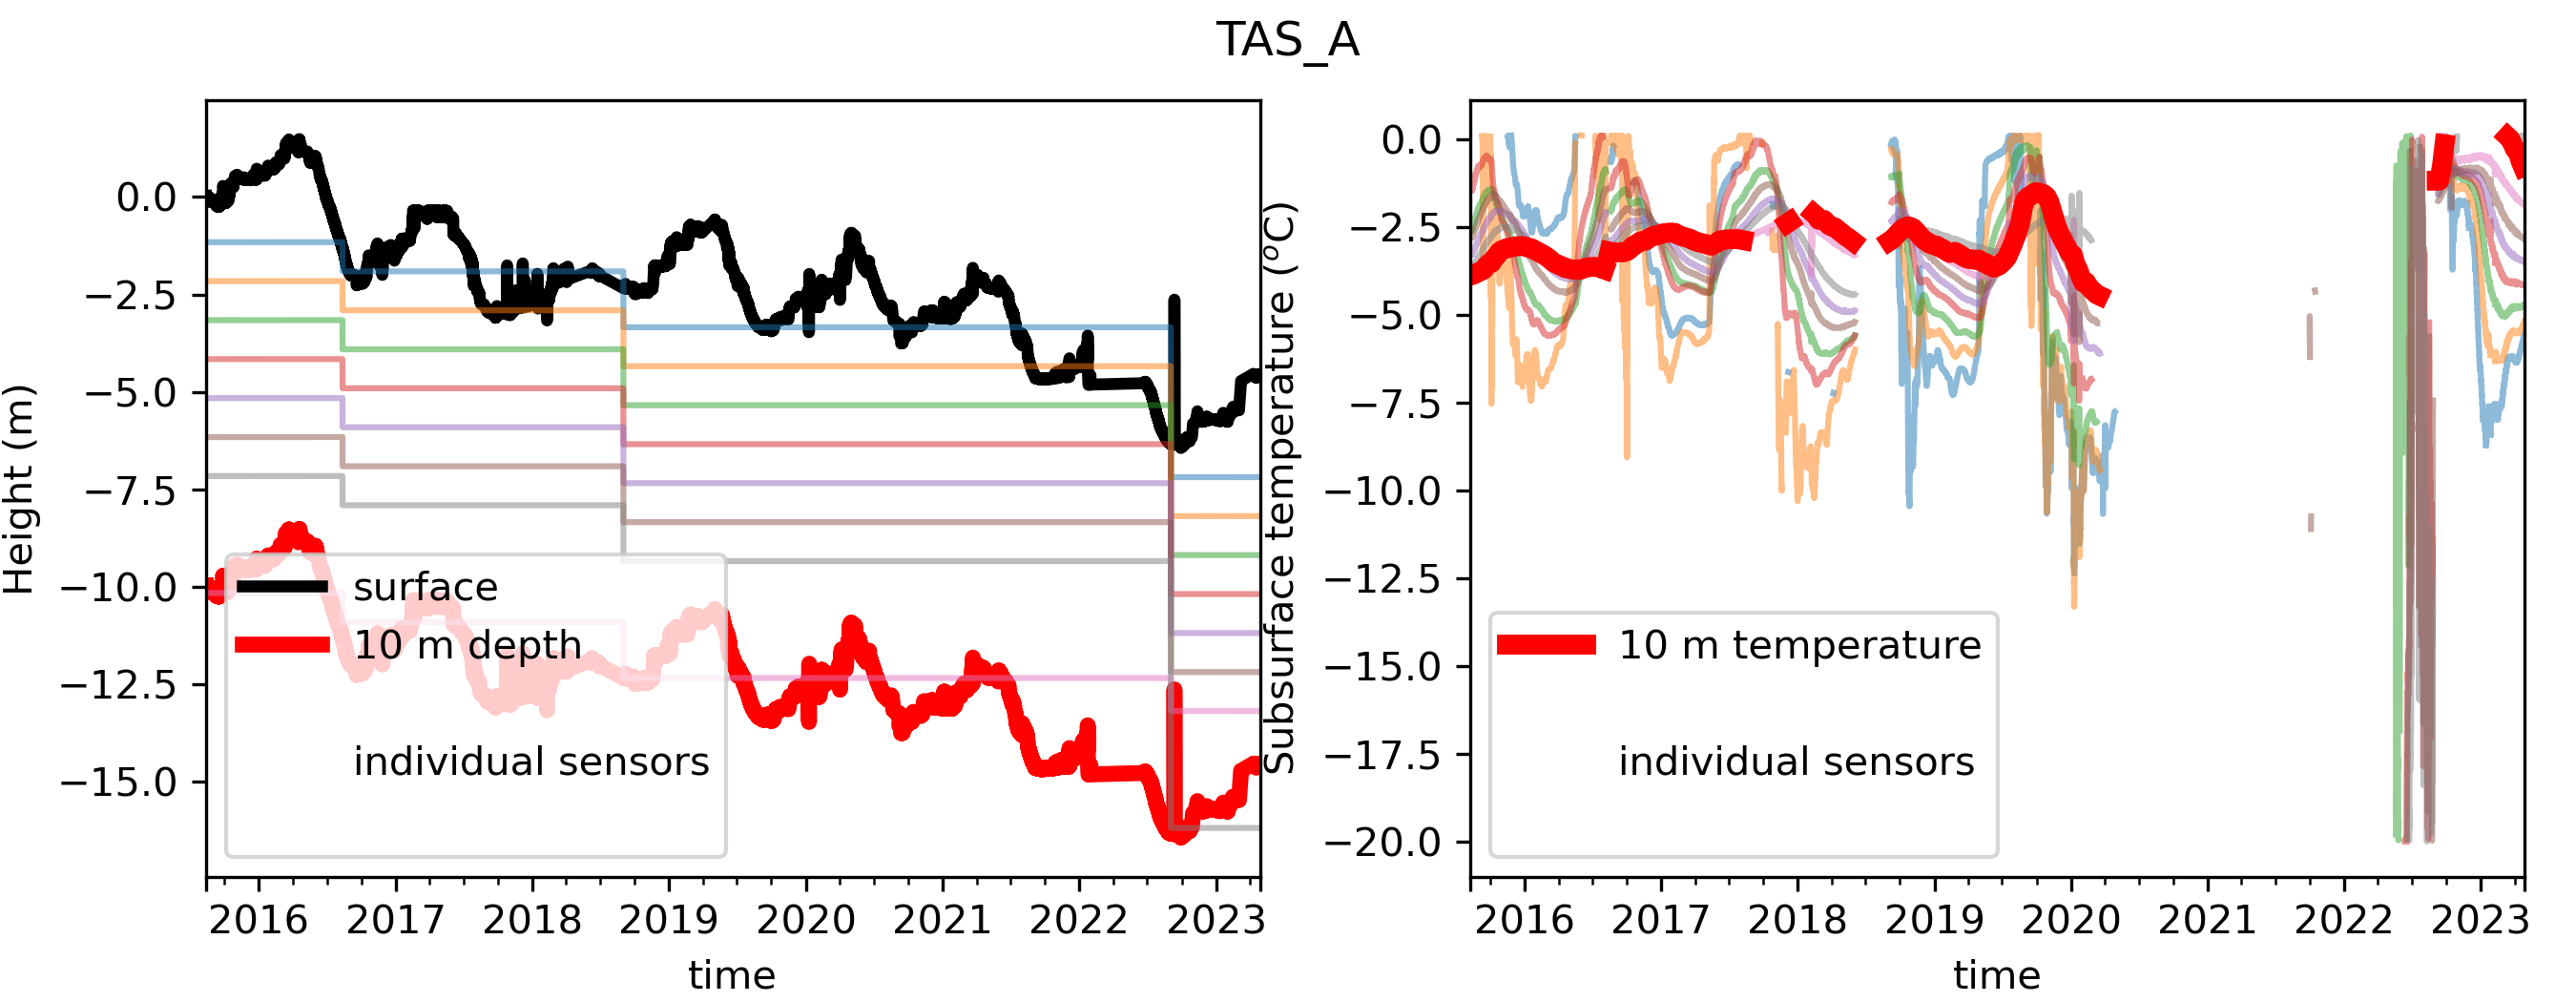 TAS_A
Height (m)
0.0
−2.5
−5.0
−7.5
−10.0
−12.5
−15.0
surface
10 m depth
individual sensors
2016 2017 2018 2019 2020 2021 2022 2023
time
Subsurface temperature (°C)
0.0
−2.5
−5.0
−7.5
−10.0
−12.5
−15.0
−17.5
−20.0
10 m temperature
individual sensors
2016 2017 2018 2019 2020 2021 2022 2023
time